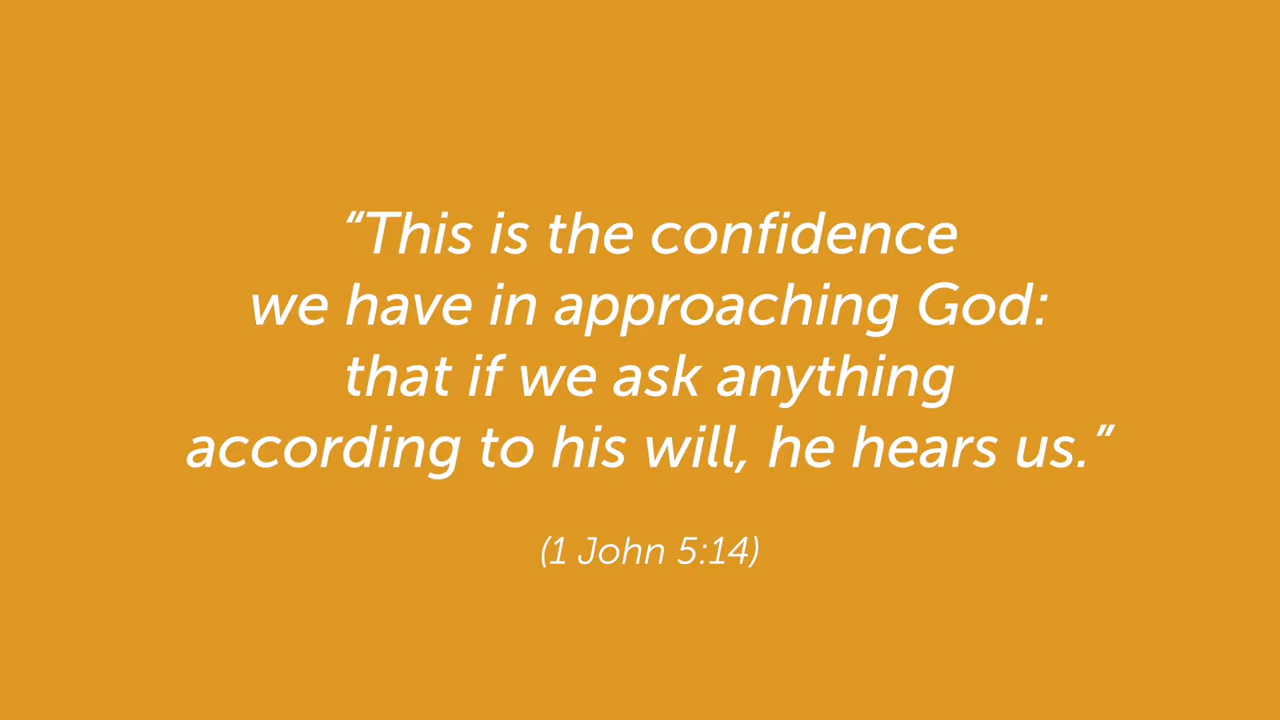 “This is the confidence
we have in approaching God:
that if we ask anything
according to his will, he hears us.”
(1 John 5:14)